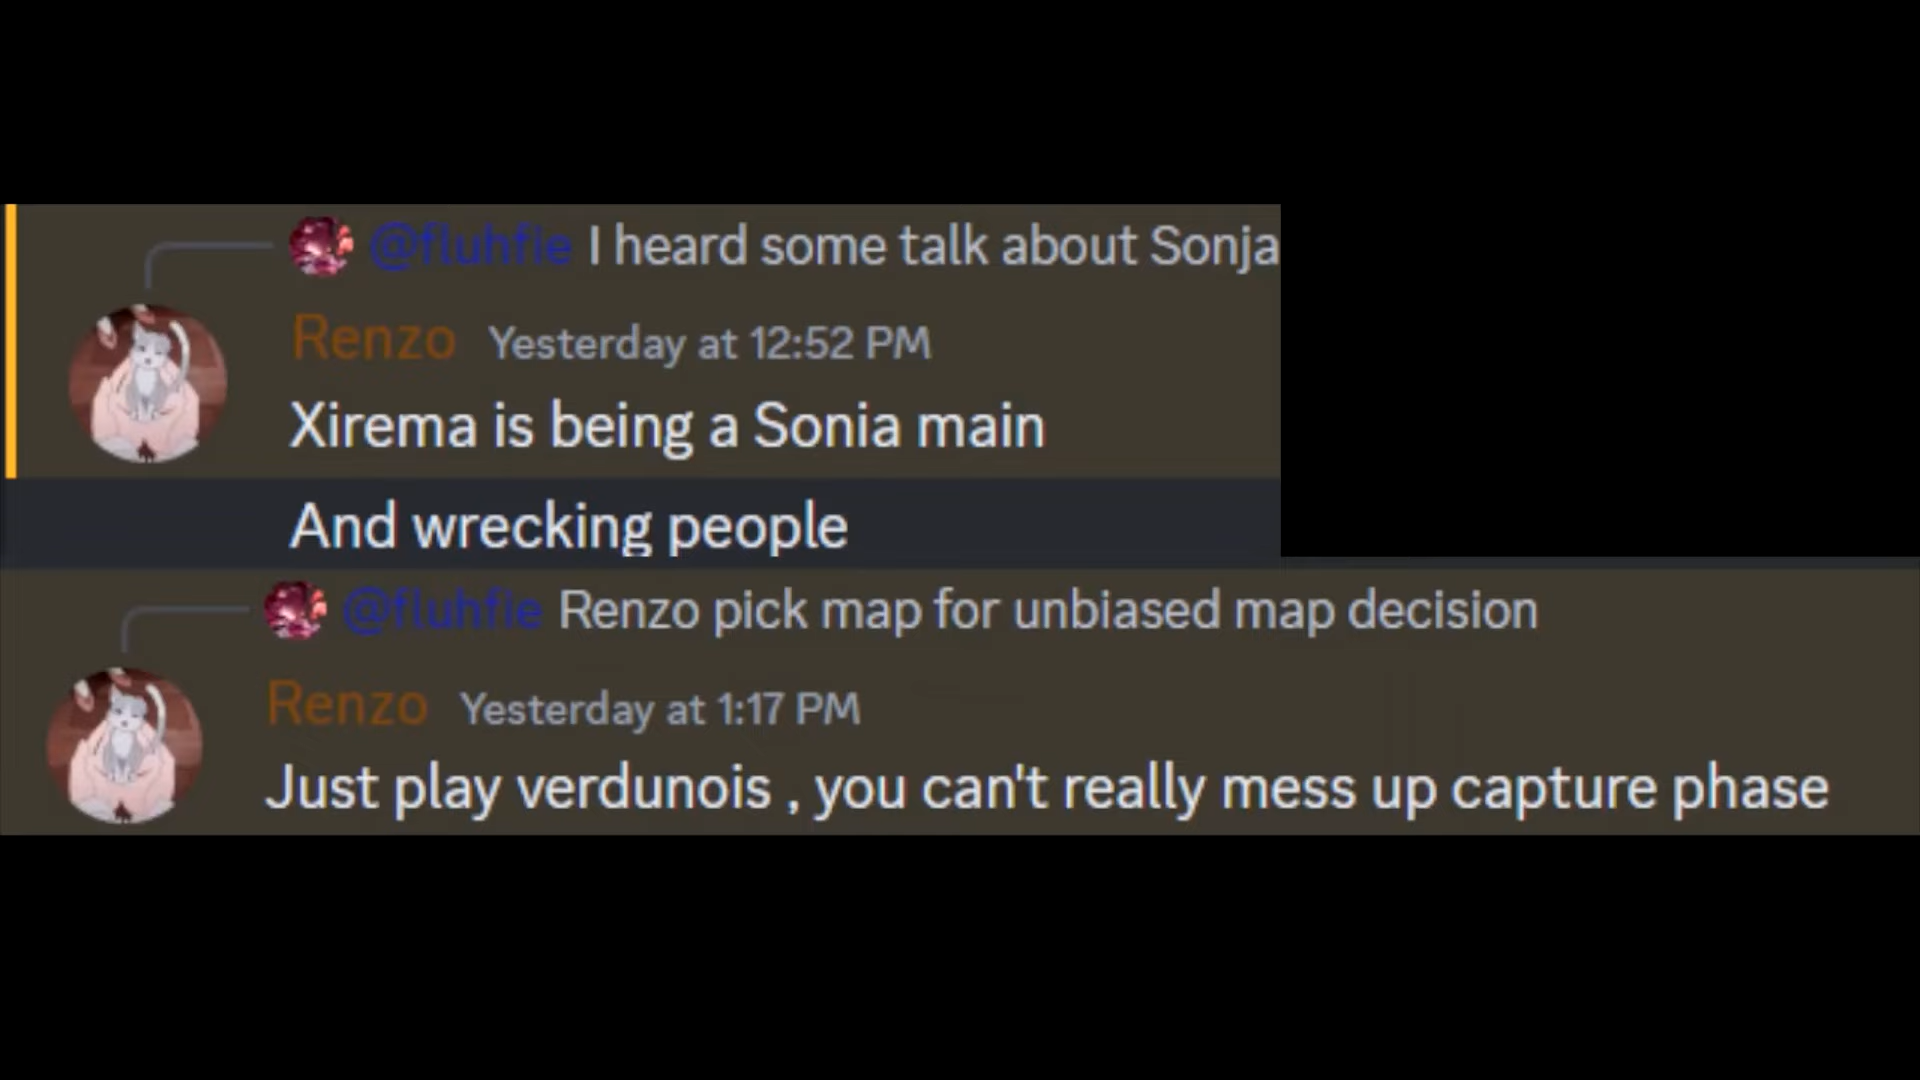 @fluhfie I heard some talk about Sonja
Renzo Yesterday at 12:52 PM
Xirema is being a Sonia main
And wrecking people
@fluhfie Renzo pick map for unbiased map decision
Renzo Yesterday at 1:17 PM
Just play verdunois , you can't really mess up capture phase